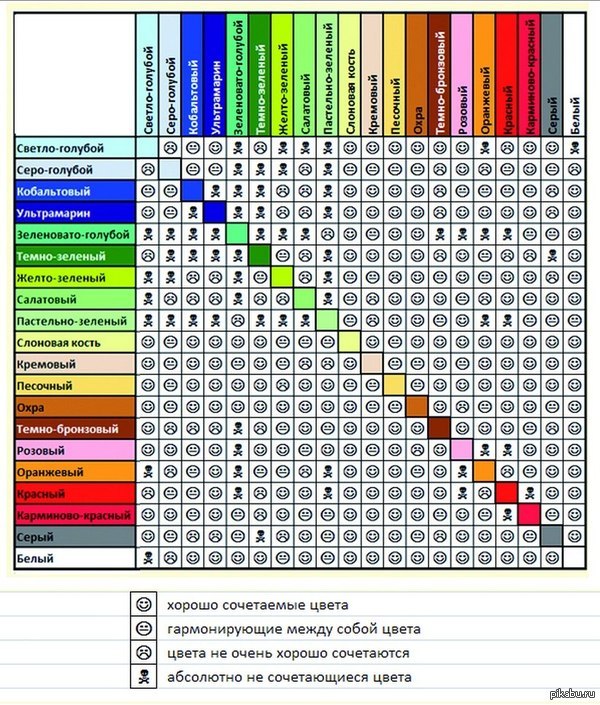 Светло-голубой
Серо-голубой
Кобальтовый
Ультрамарин
Зеленовато-голубой
Темно-зеленый
Желто-зеленый
Салатовый
Пастельно-зеленый
Слоновая кость
Кремовый
Песочный
Охра
Темно-бронзовый
Розовый
Оранжевый
Красный
Карминово-красный
Серый
Белый
Светло-голубой
Серо-голубой
Кобальтовый
Ультрамарин
Зеленовато-голубой
Темно-зеленый
Желто-зеленый
Салатовый
Пастельно-зеленый
Слоновая кость
Кремовый
Песочный
Охра
Темно-бронзовый
Розовый
Оранжевый
Красный
Карминово-красный
Серый
Белый
хорошо сочетаемые цвета
гармонирующие между собой цвета
цвета не очень хорошо сочетаются
абсолютно не сочетающиеся цвета
pikabu.ru